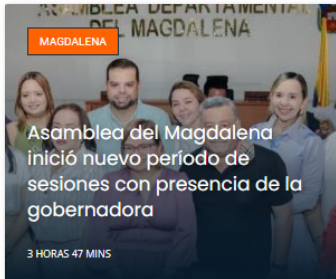 ASAMBLEA DEPARTAMENTAL
DEL MAGDALENA
MAGDALENA
Asamblea del Magdalena
inició nuevo período de
sesiones con presencia de la
gobernadora
3 HORAS 47 MINS